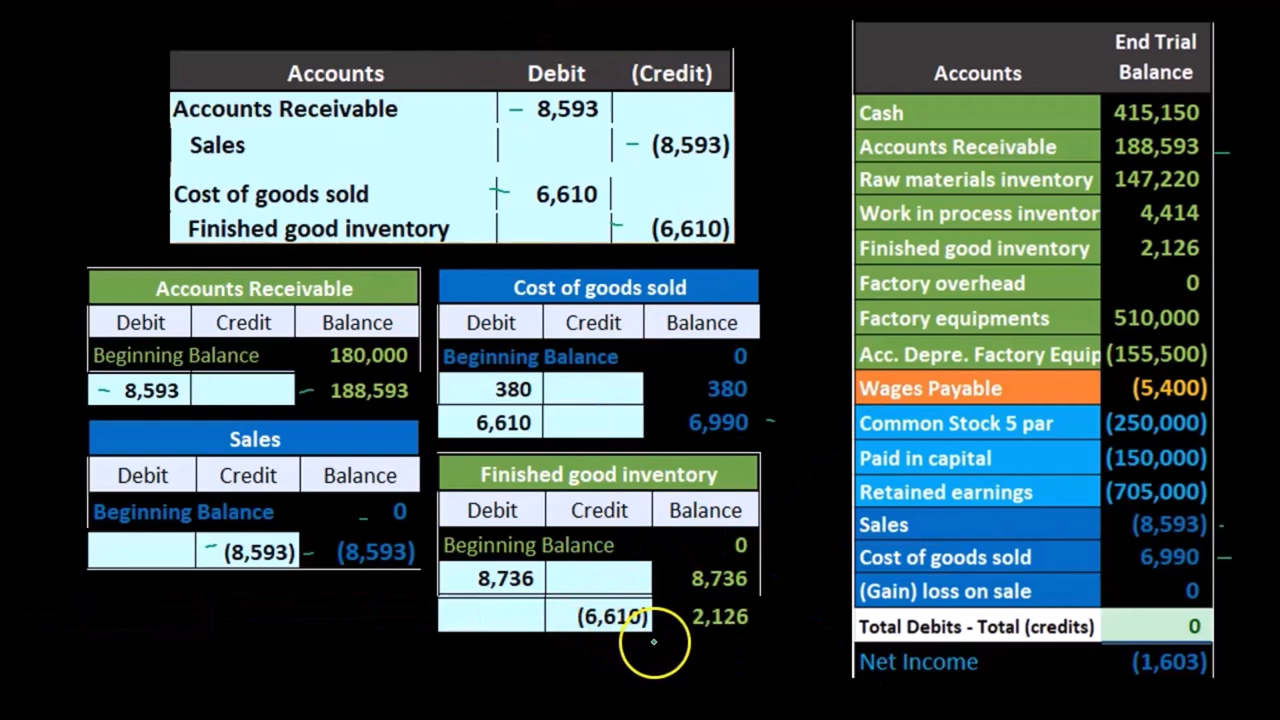 Accounts Debit (Credit)
Accounts Receivable 8,593
Sales (8,593)
Cost of goods sold 6,610
Finished good inventory (6,610)
Accounts Receivable
Debit Credit Balance
Beginning Balance 180,000
8,593 188,593
Sales
Debit Credit Balance
Beginning Balance 0
(8,593) (8,593)
Cost of goods sold
Debit Credit Balance
Beginning Balance 0
380 380
6,610 6,990
Finished good inventory
Debit Credit Balance
Beginning Balance 0
8,736 8,736
(6,610) 2,126
End Trial
Accounts Balance
Cash 415,150
Accounts Receivable 188,593
Raw materials inventory 147,220
Work in process inventor 4,414
Finished good inventory 2,126
Factory overhead 0
Factory equipments 510,000
Acc. Depre. Factory Equip (155,500)
Wages Payable (5,400)
Common Stock 5 par (250,000)
Paid in capital (150,000)
Retained earnings (705,000)
Sales (8,593)
Cost of goods sold 6,990
(Gain) loss on sale 0
Total Debits - Total (credits) 0
Net Income (1,603)